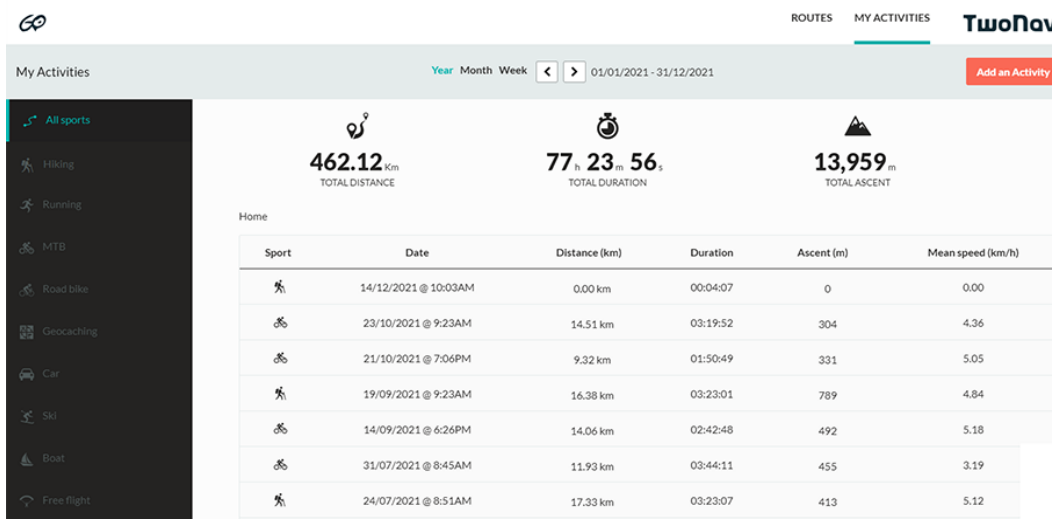 GO
ROUTES MY ACTIVITIES TwoNav
My Activities Year Month Week < > 01/01/2021 - 31/12/2021 Add an Activity
All sports
Hiking
Running
MTB
Road bike
Geocaching
Car
Ski
Boat
Free flight
462.12 Km 77 h 23 m 56 s 13,959 m
TOTAL DISTANCE TOTAL DURATION TOTAL ASCENT
Home
Sport Date Distance (km) Duration Ascent (m) Mean speed (km/h)
14/12/2021 @ 10:03AM 0.00 km 00:04:07 0 0.00
23/10/2021 @ 9:23AM 14.51 km 03:19:52 304 4.36
21/10/2021 @ 7:06PM 9.32 km 01:50:49 331 5.05
19/09/2021 @ 9:23AM 16.38 km 03:23:01 789 4.84
14/09/2021 @ 6:26PM 14.06 km 02:42:48 492 5.18
31/07/2021 @ 8:45AM 11.93 km 03:44:11 455 3.19
24/07/2021 @ 8:51AM 17.33 km 03:23:07 413 5.12